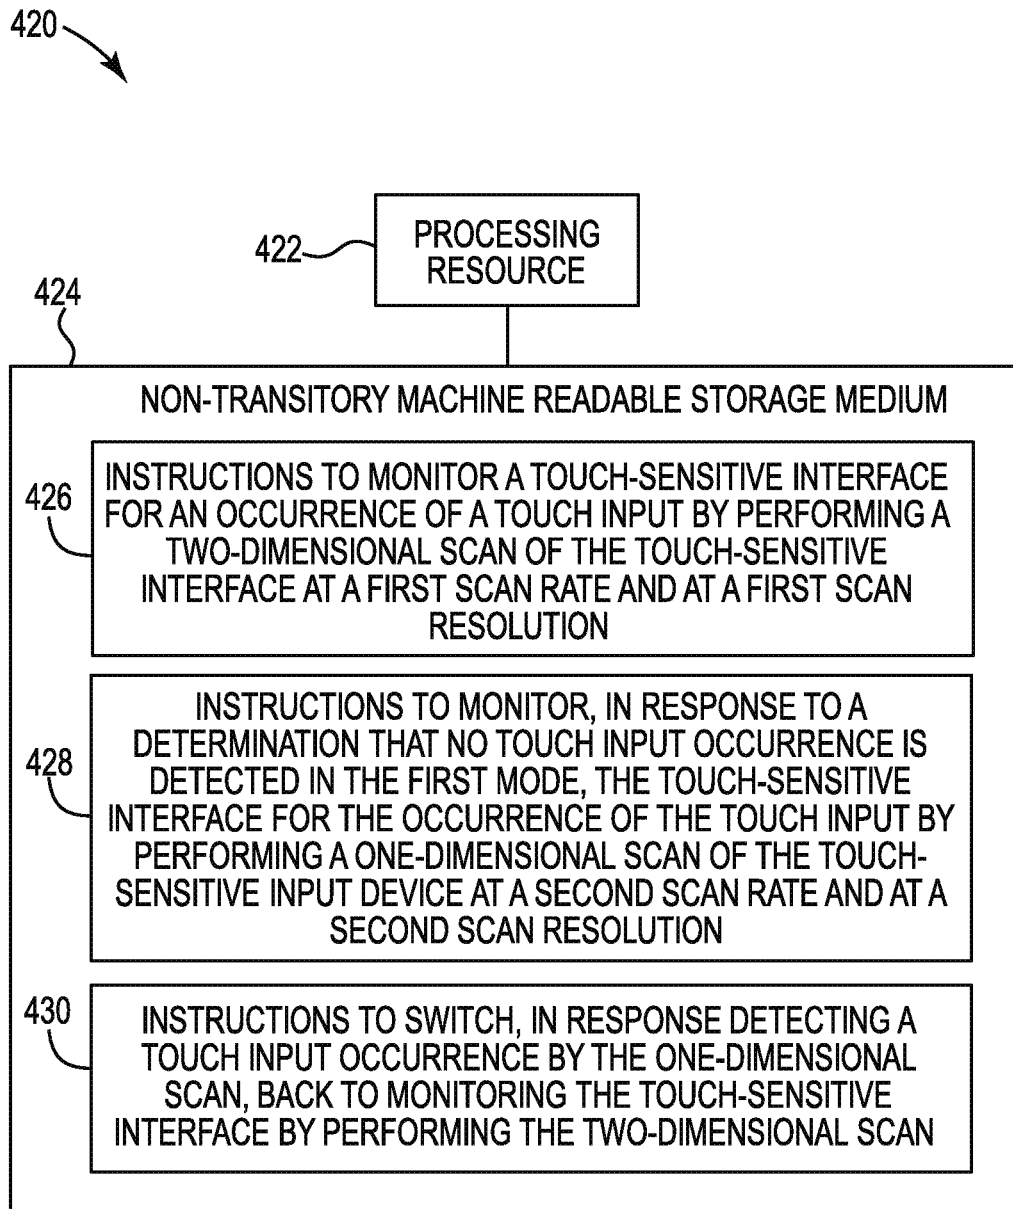 420
422
PROCESSING
RESOURCE
424
NON-TRANSITORY MACHINE READABLE STORAGE MEDIUM
426
INSTRUCTIONS TO MONITOR A TOUCH-SENSITIVE INTERFACE
FOR AN OCCURRENCE OF A TOUCH INPUT BY PERFORMING A
TWO-DIMENSIONAL SCAN OF THE TOUCH-SENSITIVE
INTERFACE AT A FIRST SCAN RATE AND AT A FIRST SCAN
RESOLUTION
428
INSTRUCTIONS TO MONITOR, IN RESPONSE TO A
DETERMINATION THAT NO TOUCH INPUT OCCURRENCE IS
DETECTED IN THE FIRST MODE, THE TOUCH-SENSITIVE
INTERFACE FOR THE OCCURRENCE OF THE TOUCH INPUT BY
PERFORMING A ONE-DIMENSIONAL SCAN OF THE TOUCH-
SENSITIVE INPUT DEVICE AT A SECOND SCAN RATE AND AT A
SECOND SCAN RESOLUTION
430
INSTRUCTIONS TO SWITCH, IN RESPONSE DETECTING A
TOUCH INPUT OCCURRENCE BY THE ONE-DIMENSIONAL
SCAN, BACK TO MONITORING THE TOUCH-SENSITIVE
INTERFACE BY PERFORMING THE TWO-DIMENSIONAL SCAN